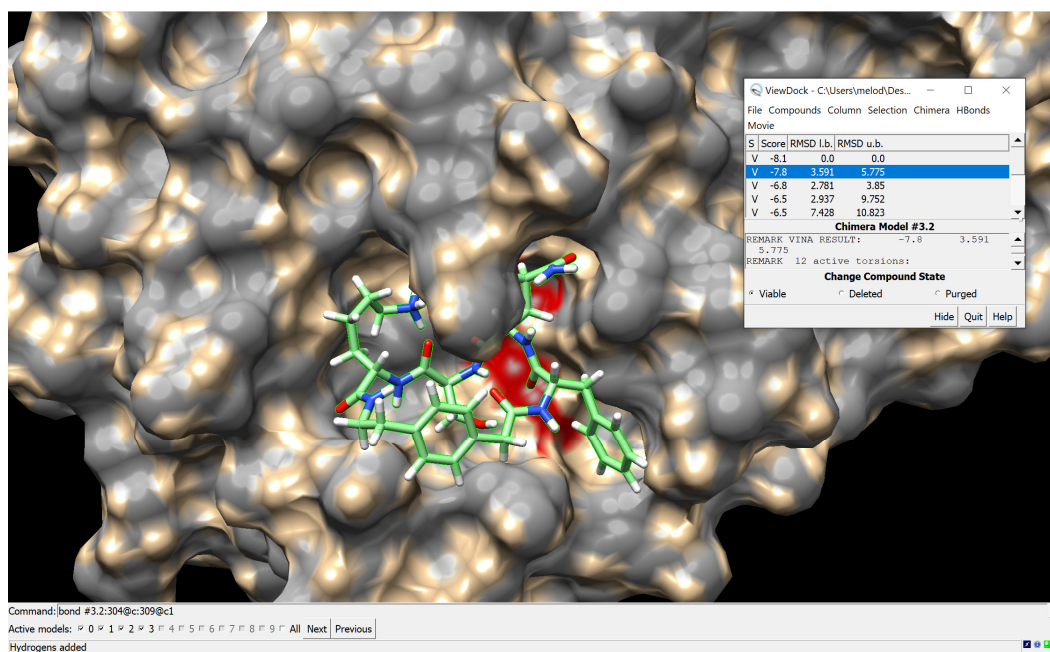 ViewDock - C:\Users\melod\Des...
File Compounds Column Selection Chimera HBonds
Movie
S Score RMSD l.b. RMSD u.b.
V -8.1 0.0 0.0
V -7.8 3.591 5.775
V -6.8 2.781 3.85
V -6.5 2.937 9.752
V -6.5 7.428 10.823
Chimera Model #3.2
REMARK VINA RESULT: -7.8 3.591
5.775
REMARK 12 active torsions:
Change Compound State
Viable Deleted Purged
Hide Quit Help
Command: bond #3.2:304@c:309@c1
Active models: 0 1 2 3 4 5 6 7 8 9 All Next Previous
Hydrogens added